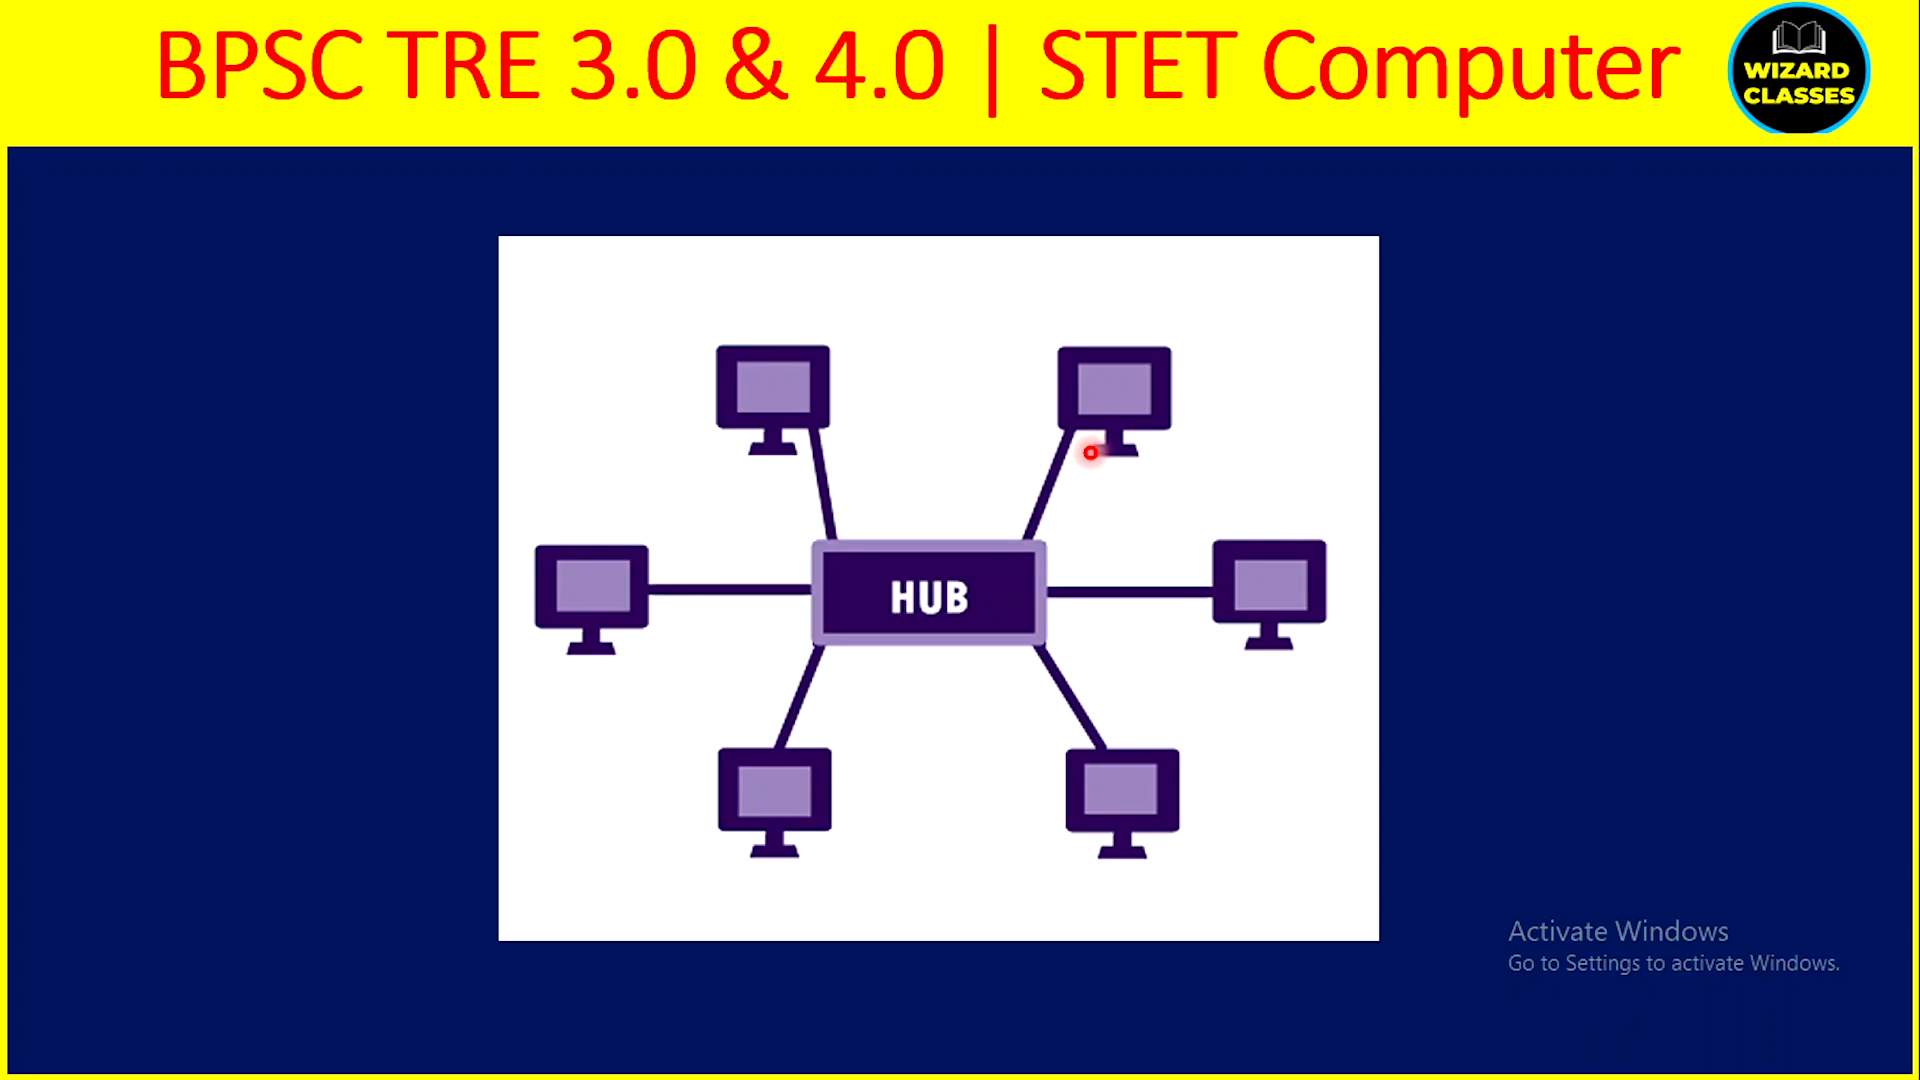 BPSC TRE 3.0 & 4.0 | STET Computer
WIZARD
CLASSES
HUB
Activate Windows
Go to Settings to activate Windows.